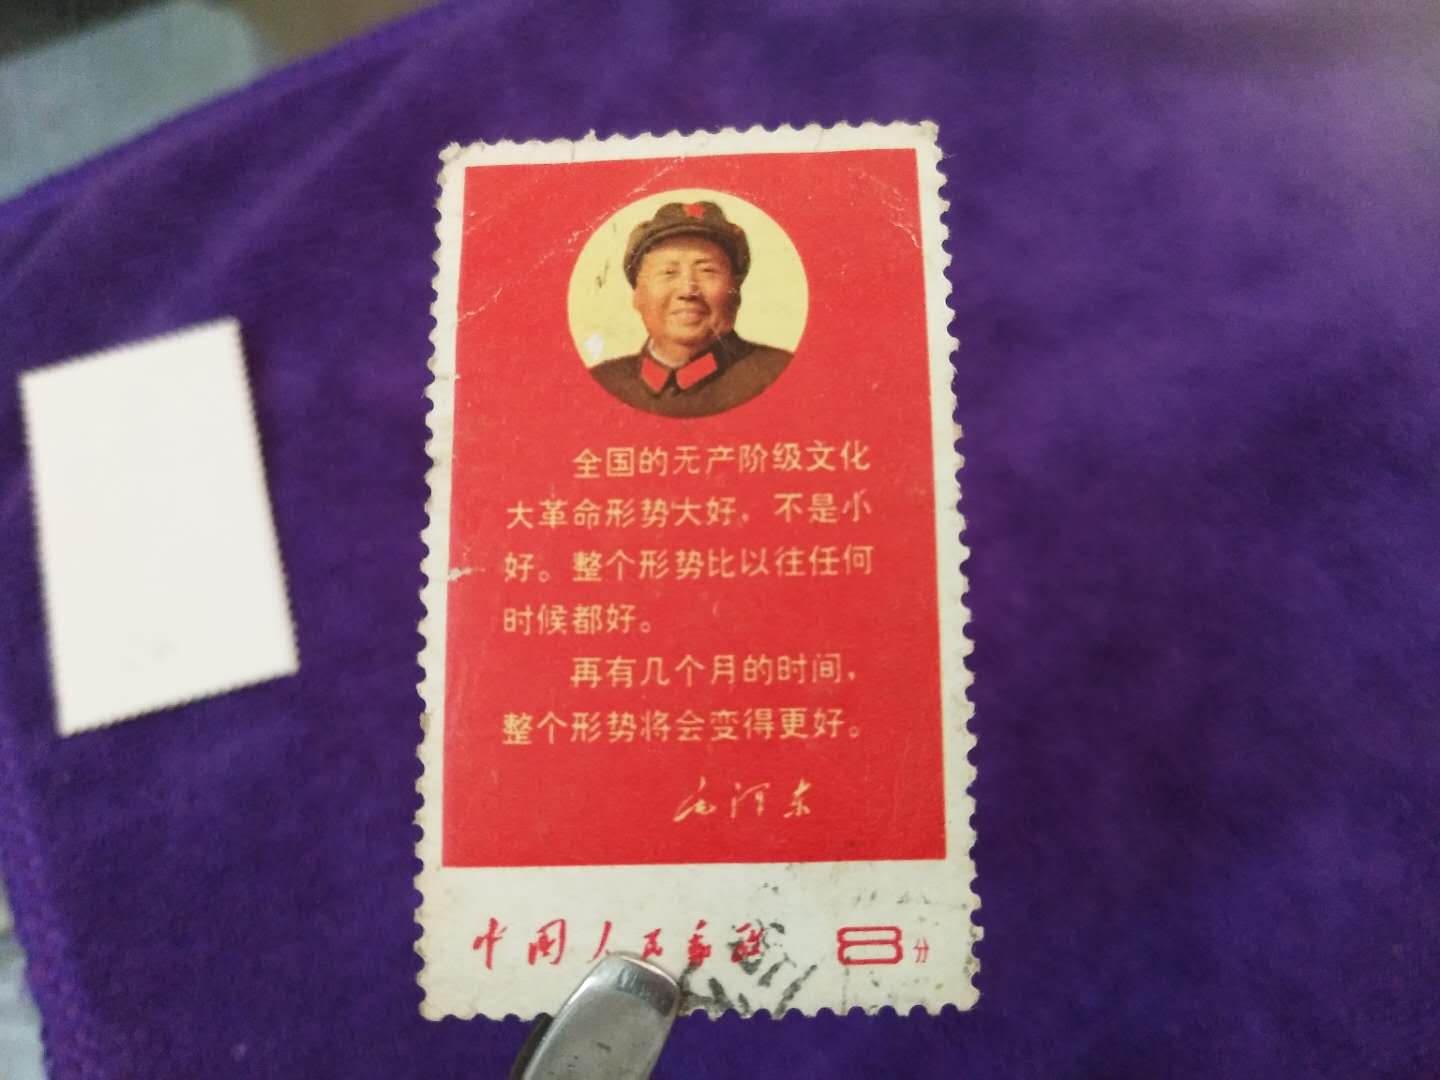 全国的无产阶级文化
大革命形势大好，不是小
好。整个形势比以往任何
时候都好。
再有几个月的时间，
整个形势将会变得更好。
毛泽东
中国人民邮政 8分